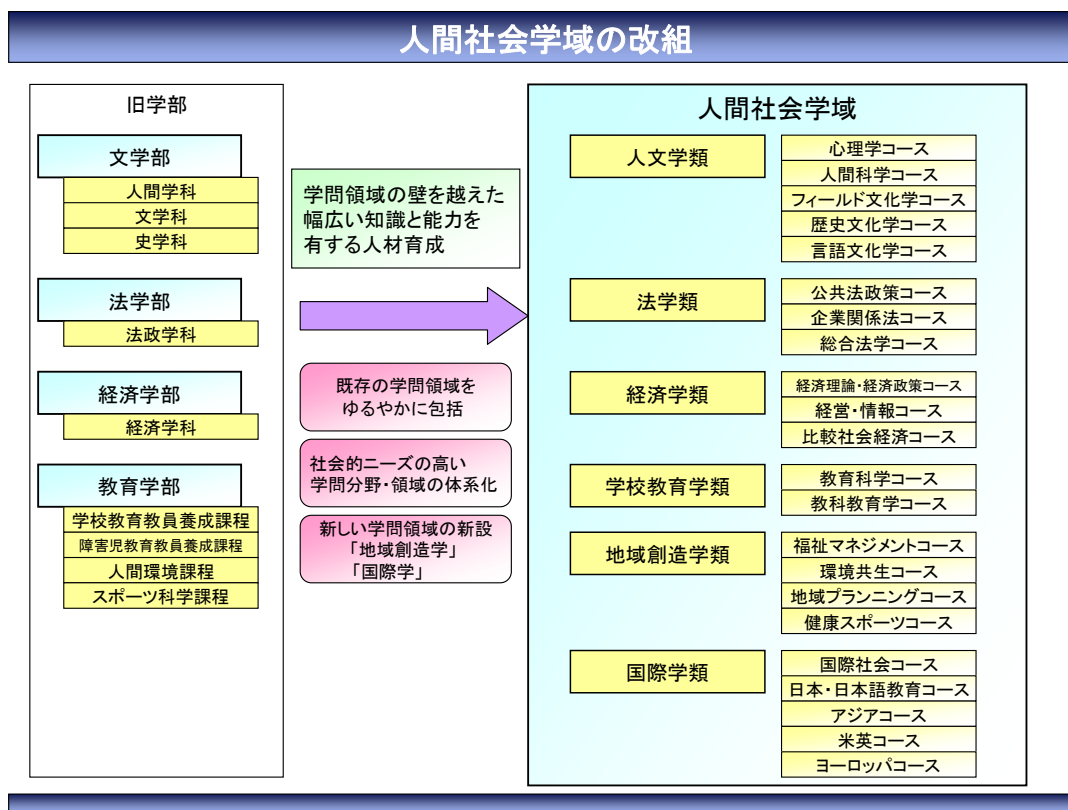 人間社会学域の改組
旧学部
文学部
人間学科
文学科
史学科
法学部
法政学科
経済学部
経済学科
教育学部
学校教育教員養成課程
障害児教育教員養成課程
人間環境課程
スポーツ科学課程
学問領域の壁を越えた
幅広い知識と能力を
有する人材育成
既存の学問領域を
ゆるやかに包括
社会的ニーズの高い
学問分野・領域の体系化
新しい学問領域の新設
「地域創造学」
「国際学」
人間社会学域
人文学類
心理学コース
人間科学コース
フィールド文化学コース
歴史文化学コース
言語文化学コース
法学類
公共法政策コース
企業関係法コース
総合法学コース
経済学類
経済理論・経済政策コース
経営・情報コース
比較社会経済コース
学校教育学類
教育科学コース
教科教育学コース
地域創造学類
福祉マネジメントコース
環境共生コース
地域プランニングコース
健康スポーツコース
国際学類
国際社会コース
日本・日本語教育コース
アジアコース
米英コース
ヨーロッパコース